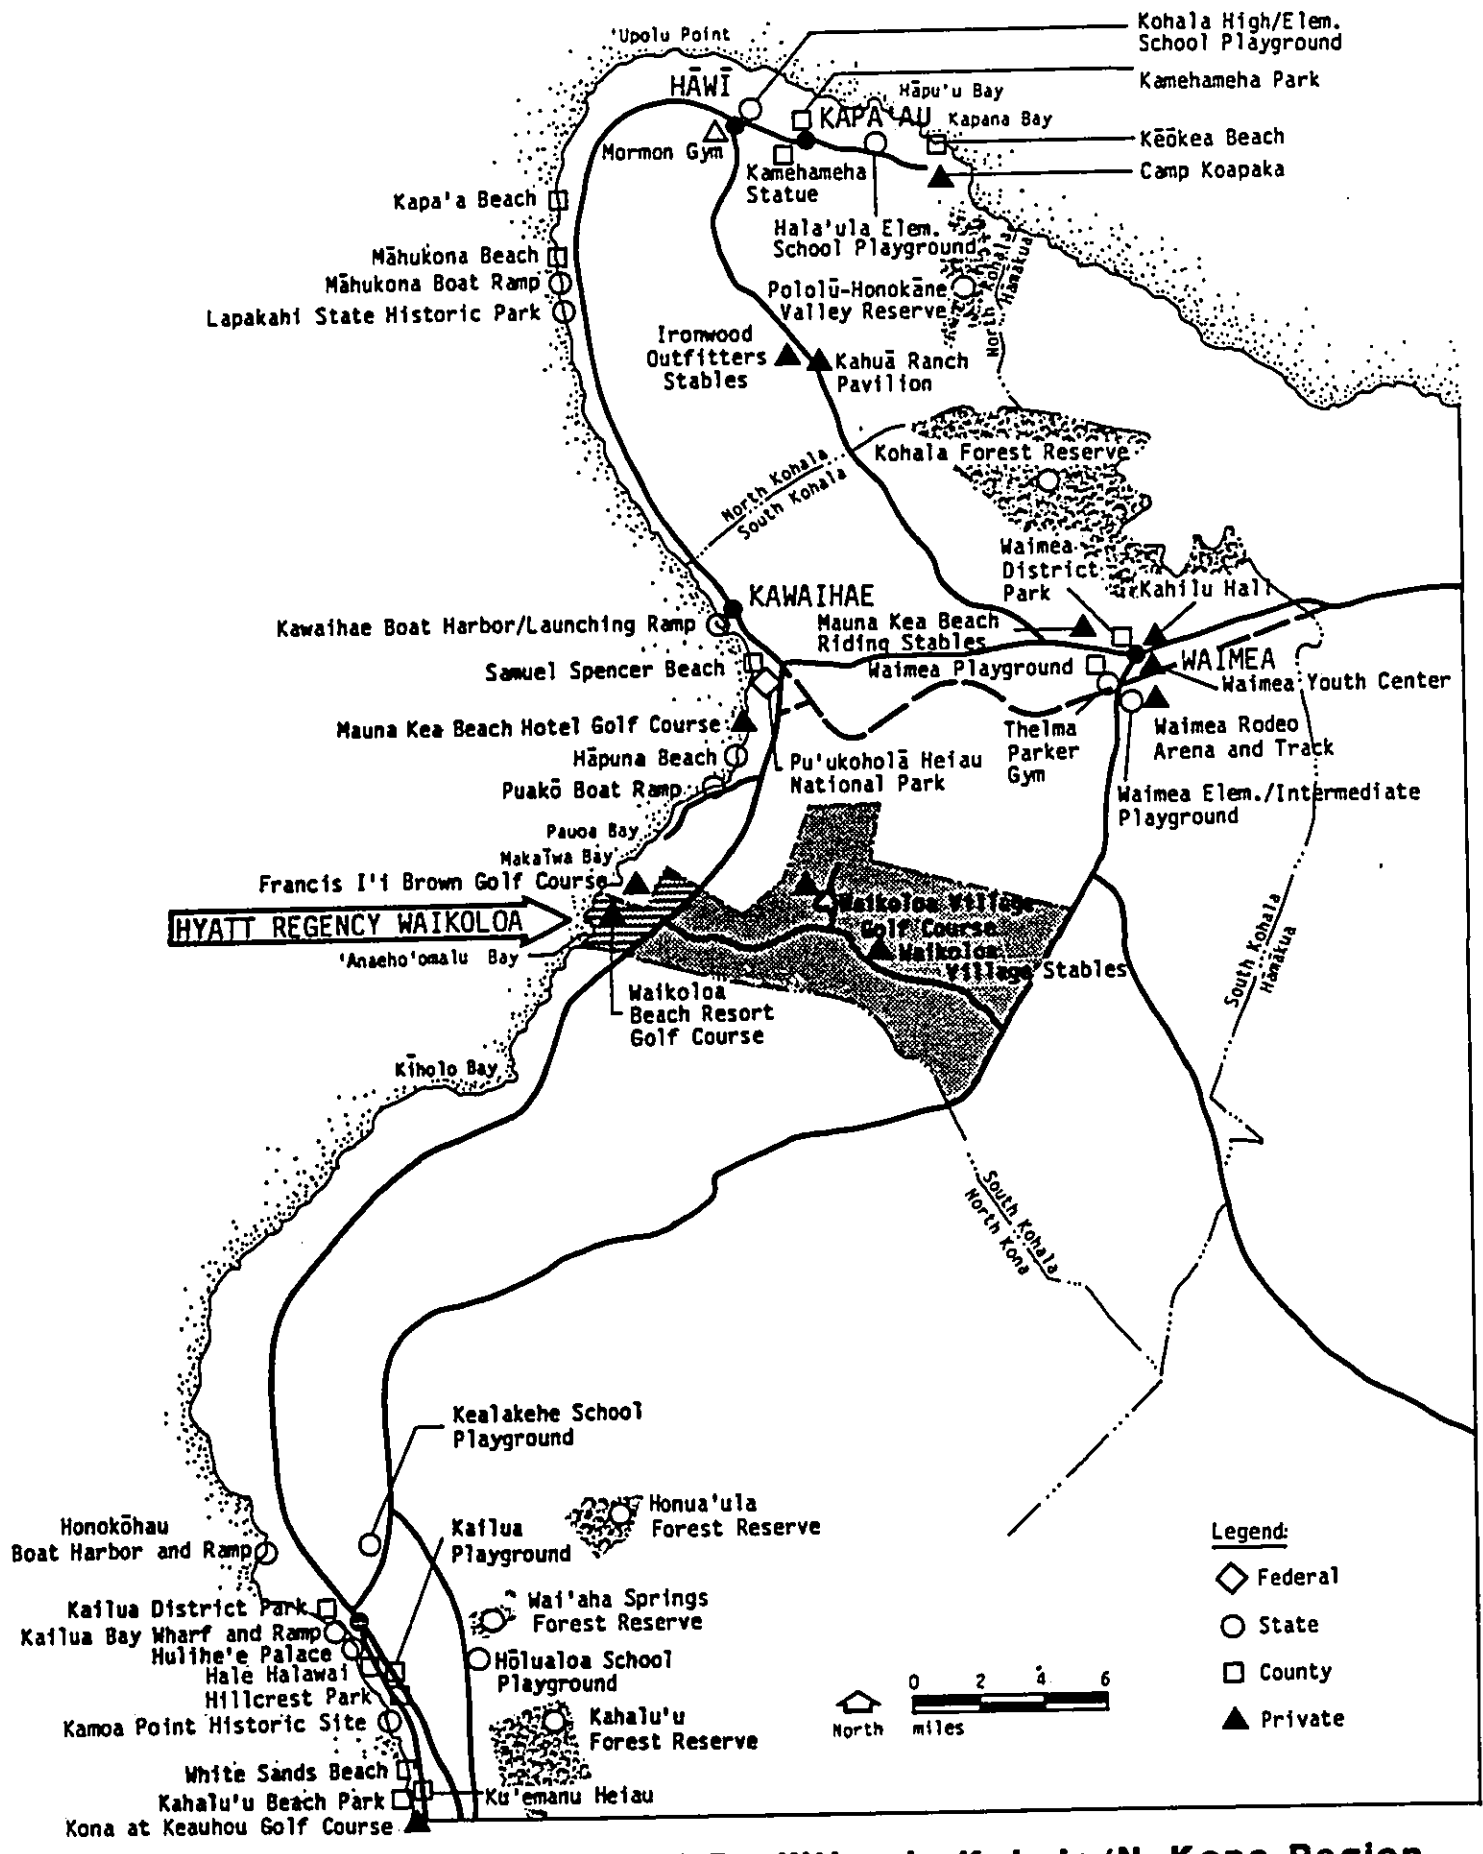 'Upolu Point
Kohala High/Elem.
School Playground
HĀWĪ
Hāpu'u Bay
Kamehameha Park
KAPA'AU
Kapana Bay
Kēōkea Beach
Mormon Gym
Kamehameha
Statue
Camp Koapaka
Kapa'a Beach
Hala'ula Elem.
School Playground
Māhukona Beach
Māhukona Boat Ramp
Lapakahi State Historic Park
Pololū-Honokāne
Valley Reserve
North Kohala
Hāmākua
Ironwood
Outfitters
Stables
Kahuā Ranch
Pavilion
North Kohala
South Kohala
Kohala Forest Reserve
Waimea
District
Park
Kahilu Hall
KAWAIHAE
Kawaihae Boat Harbor/Launching Ramp
Mauna Kea Beach
Riding Stables
Samuel Spencer Beach
Waimea Playground
WAIMEA
Waimea Youth Center
Mauna Kea Beach Hotel Golf Course
Thelma
Parker
Gym
Waimea Rodeo
Arena and Track
Hāpuna Beach
Pu'ukoholā Heiau
National Park
Puakō Boat Ramp
Waimea Elem./Intermediate
Playground
Pauoa Bay
Makaīwa Bay
Francis I'i Brown Golf Course
HYATT REGENCY WAIKOLOA
Waikoloa Village
Golf Course
Waikoloa
Village Stables
'Anaeho'omalu Bay
South Kohala
Hāmākua
Waikoloa
Beach Resort
Golf Course
Kīholo Bay
South Kohala
North Kona
Kealakehe School
Playground
Honokōhau
Boat Harbor and Ramp
Kailua
Playground
Honua'ula
Forest Reserve
Legend:
Federal
State
County
Private
Kailua District Park
Wai'aha Springs
Forest Reserve
Kailua Bay Wharf and Ramp
Hulihe'e Palace
Hale Halawai
Hōlualoa School
Playground
Hillcrest Park
Kamoa Point Historic Site
Kahalu'u
Forest Reserve
North
0 2 4 6
miles
White Sands Beach
Ku'emanu Heiau
Kahalu'u Beach Park
Kona at Keauhou Golf Course
Kona Region